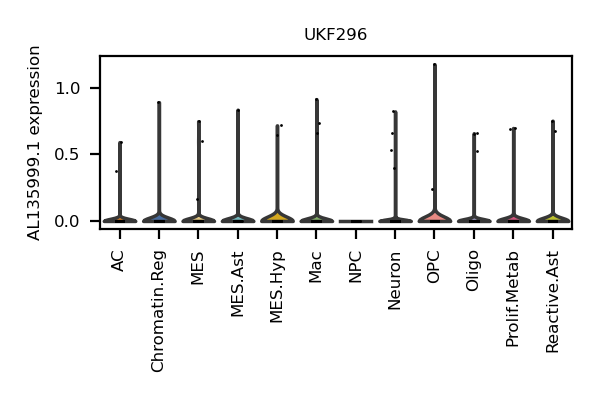 UKF296
AL135999.1 expression
1.0
0.5
0.0
AC
Chromatin.Reg
MES
MES.Ast
MES.Hyp
Mac
NPC
Neuron
OPC
Oligo
Prolif.Metab
Reactive.Ast